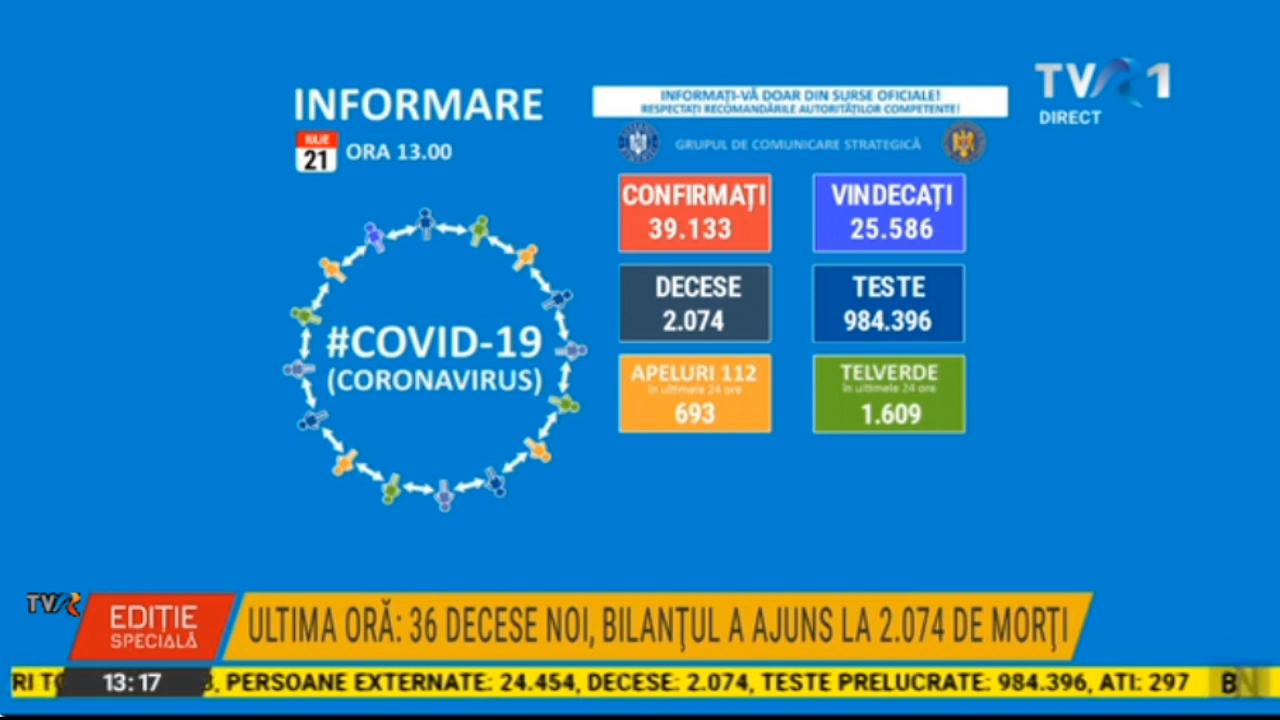 INFORMARE
IULIE
21
ORA 13.00
INFORMAȚI-VĂ DOAR DIN SURSE OFICIALE!
RESPECTAȚI RECOMANDĂRILE AUTORITĂȚILOR COMPETENTE!
GRUPUL DE COMUNICARE STRATEGICĂ
TVR1
DIRECT
CONFIRMAȚI
39.133
VINDECAȚI
25.586
DECESE
2.074
TESTE
984.396
APELURI 112
în ultimele 24 ore
693
TELVERDE
în ultimele 24 ore
1.609
#COVID-19
(CORONAVIRUS)
TVR
EDIȚIE
SPECIALĂ
ULTIMA ORĂ: 36 DECESE NOI, BILANŢUL A AJUNS LA 2.074 DE MORŢI
13:17
, PERSOANE EXTERNATE: 24.454, DECESE: 2.074, TESTE PRELUCRATE: 984.396, ATI: 297